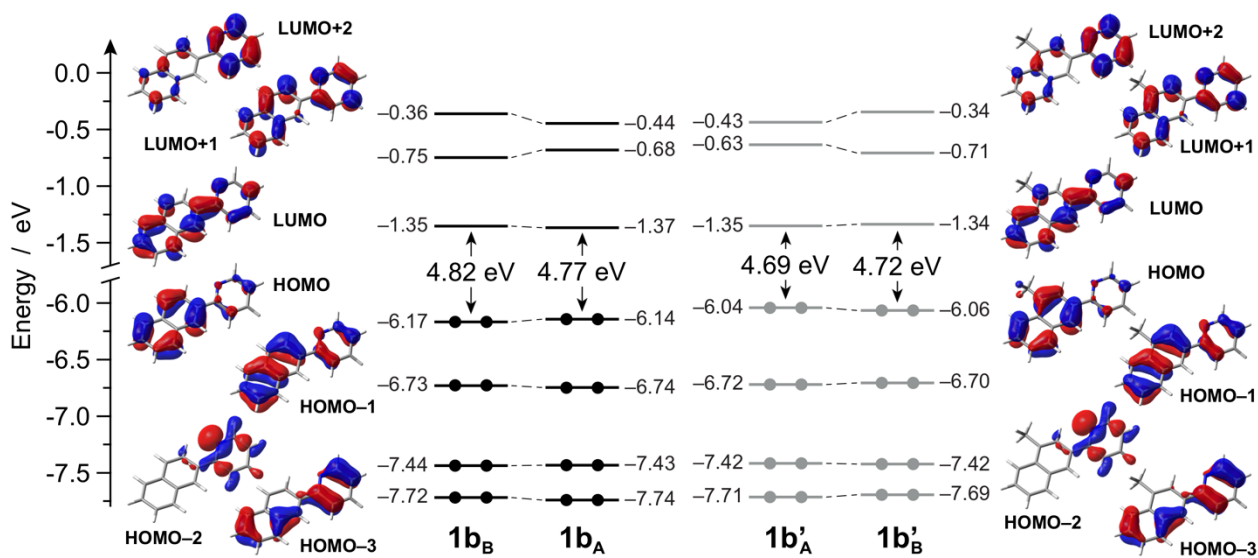 LUMO+2
LUMO+2
0.0
−0.36
−0.44
−0.43
−0.34
-0.5
LUMO+1
−0.75
−0.68
−0.63
−0.71
LUMO+1
-1.0
LUMO
LUMO
−1.35
−1.37
−1.35
−1.34
-1.5
4.82 eV
4.77 eV
4.69 eV
4.72 eV
Energy / eV
HOMO
HOMO
-6.0
−6.17
−6.14
−6.04
−6.06
-6.5
HOMO−1
−6.73
−6.74
−6.72
−6.70
HOMO−1
-7.0
−7.44
−7.43
−7.42
−7.42
-7.5
−7.72
−7.74
−7.71
−7.69
HOMO−2
HOMO−3
1bB
1bA
1b'A
1b'B
HOMO−2
HOMO−3